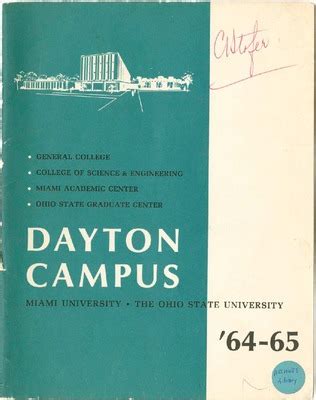 • GENERAL COLLEGE
• COLLEGE OF SCIENCE & ENGINEERING
• MIAMI ACADEMIC CENTER
• OHIO STATE GRADUATE CENTER
DAYTON
CAMPUS
MIAMI UNIVERSITY • THE OHIO STATE UNIVERSITY
'64-65